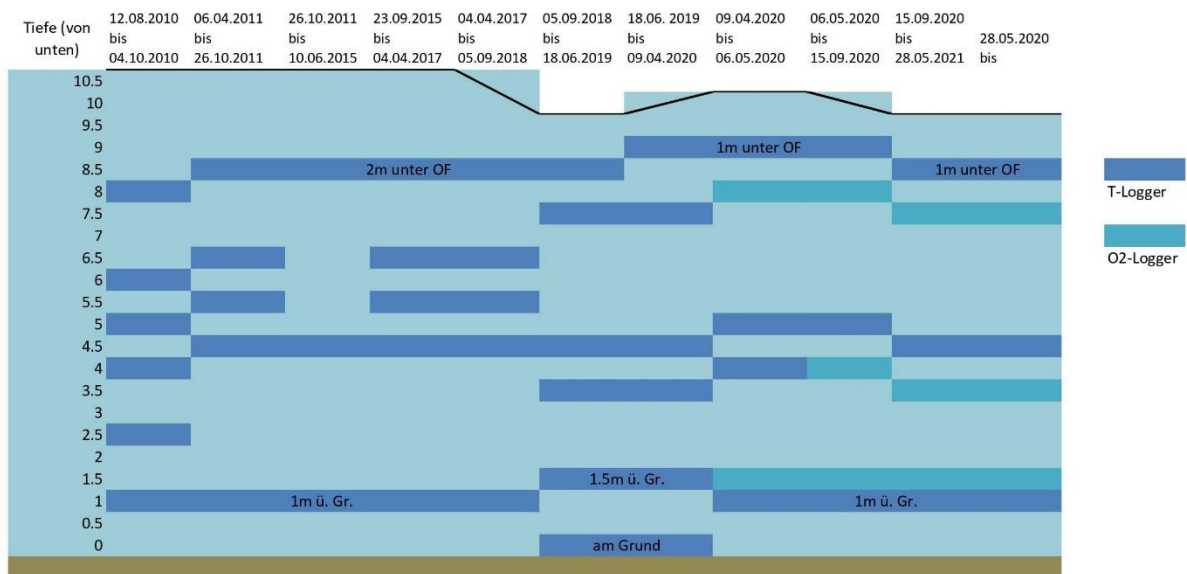 Tiefe (von unten)
12.08.2010 bis 04.10.2010
06.04.2011 bis 26.10.2011
26.11.2011 bis 10.06.2015
23.09.2015 bis 04.04.2017
04.04.2017 bis 05.09.2018
05.09.2018 bis 18.06.2019
18.06. 2019 bis 09.04.2020
09.04.2020 bis 06.05.2020
06.05.2020 bis 15.09.2020
15.09.2020 bis 28.05.2021
28.05.2020 bis
10.5
10
9.5
9
1m unter OF
8.5
2m unter OF
1m unter OF
8
7.5
7
6.5
6
5.5
5
4.5
4
3.5
3
2.5
2
1.5
1.5m ü. Gr.
1
1m ü. Gr.
1m ü. Gr.
0.5
0
am Grund
T-Logger
O2-Logger